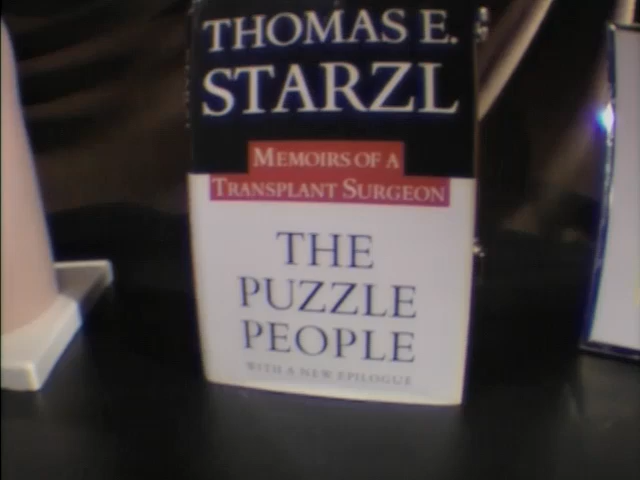 THOMAS E.
STARZL
MEMOIRS OF A
TRANSPLANT SURGEON
THE
PUZZLE
PEOPLE
WITH A NEW EPILOGUE